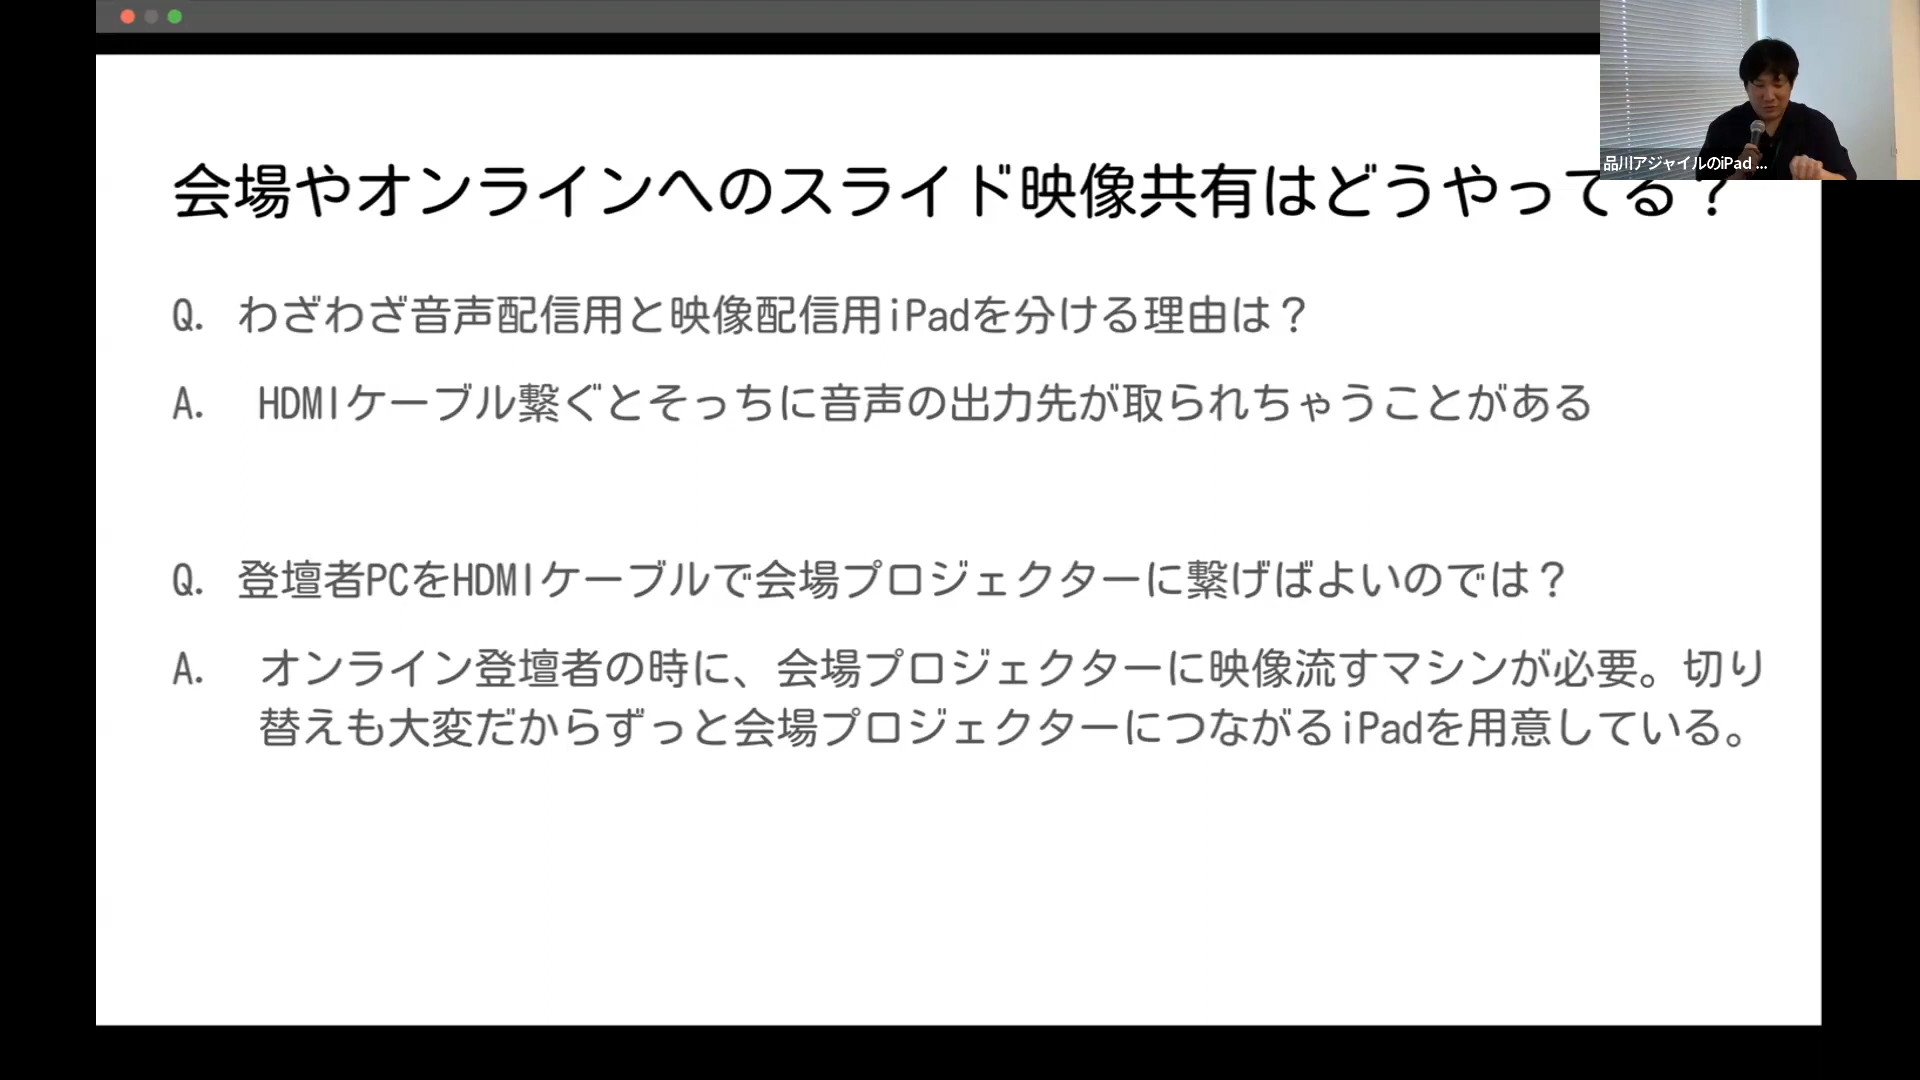 会場やオンラインへのスライド映像共有はどうやってる？
品川アジャイルのiPad ...
Q. わざわざ音声配信用と映像配信用iPadを分ける理由は？
A. HDMIケーブル繋ぐとそっちに音声の出力先が取られちゃうことがある
Q. 登壇者PCをHDMIケーブルで会場プロジェクターに繋げばよいのでは？
A. オンライン登壇者の時に、会場プロジェクターに映像流すマシンが必要。切り
替えも大変だからずっと会場プロジェクターにつながるiPadを用意している。